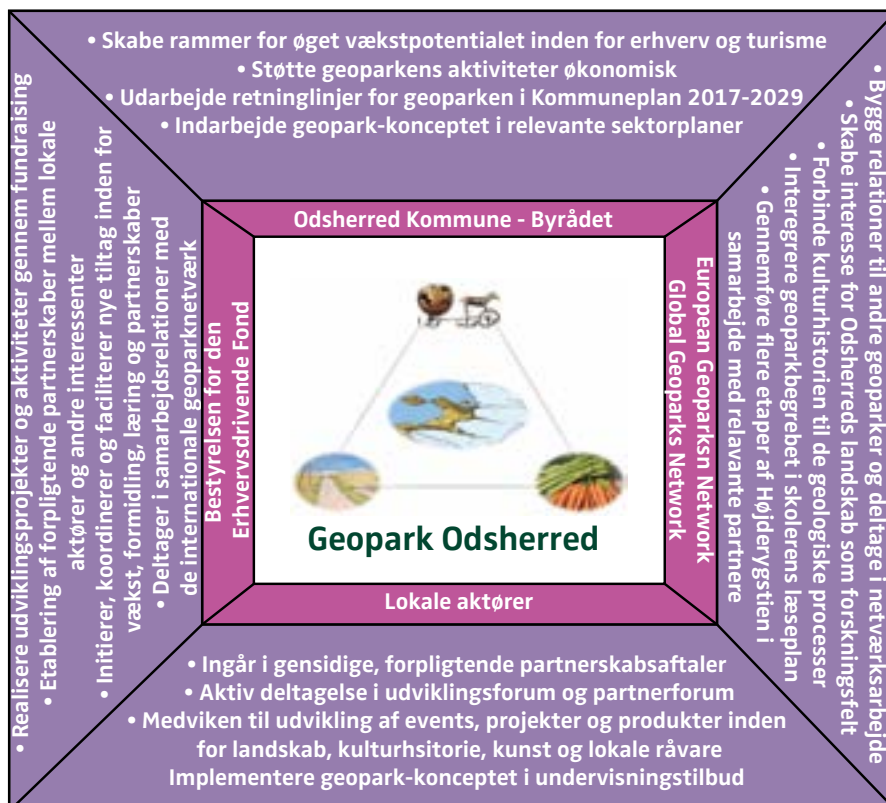 • Skabe rammer for øget vækstpotentialet inden for erhverv og turisme
• Støtte geoparkens aktiviteter økonomisk
• Udarbejde retninglinjer for geoparken i Kommuneplan 2017-2029
• Indarbejde geopark-konceptet i relevante sektorplaner
Odsherred Kommune - Byrådet
• Realisere udviklingsprojekter og aktiviteter gennem fundraising
• Etablering af forpligtende partnerskaber mellem lokale
aktører og andre interessenter
• Initierer, koordinerer og faciliterer nye tiltag inden for
vækst, formidling, læring og partnerskaber
• Deltager i samarbejdsrelationer med
de internationale geoparknetværk
Bestyrelsen for den
Erhvervsdrivende Fond
Geopark Odsherred
European Geoparksn Network
Global Geoparks Network
• Bygge relationer til andre geoparker og deltage i netværksarbejde
• Skabe interesse for Odsherreds landskab som forskningsfelt
• Forbinde kulturhistorien til de geologiske processer
• Interegrere geoparkbegrebet i skolerens læseplan
• Gennemføre flere etaper af Højderygstien i
samarbejde med relavante partnere
Lokale aktører
• Ingår i gensidige, forpligtende partnerskabsaftaler
• Aktiv deltagelse i udviklingsforum og partnerforum
• Medviken til udvikling af events, projekter og produkter inden
for landskab, kulturhsitorie, kunst og lokale råvare
Implementere geopark-konceptet i undervisningstilbud